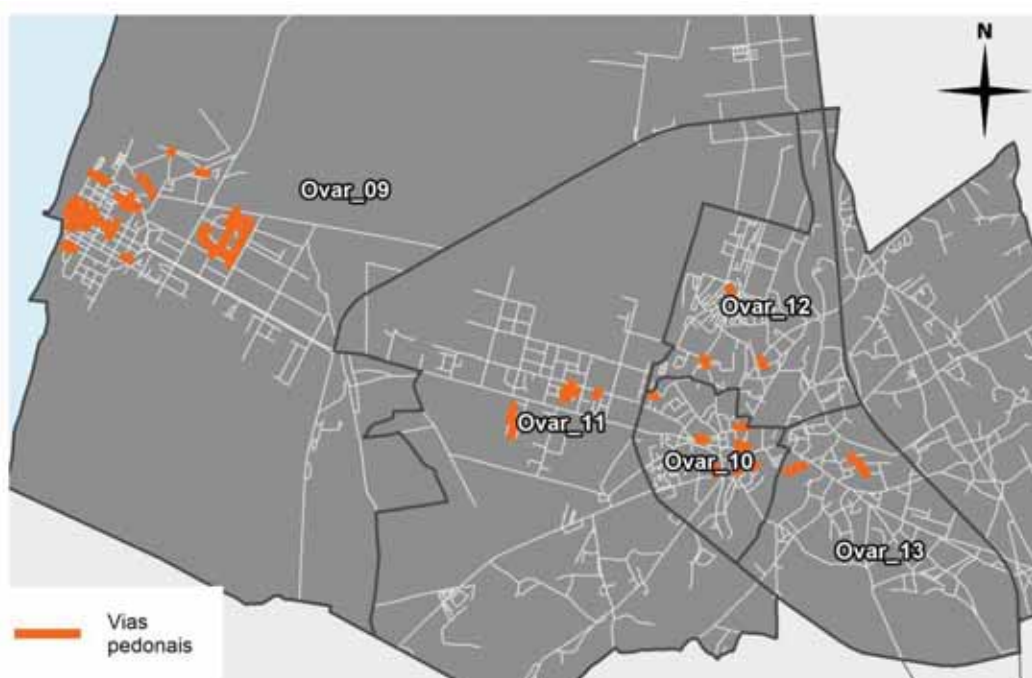 N
Ovar_09
Ovar_12
Ovar_11
Ovar_10
Ovar_13
Vias
pedonais